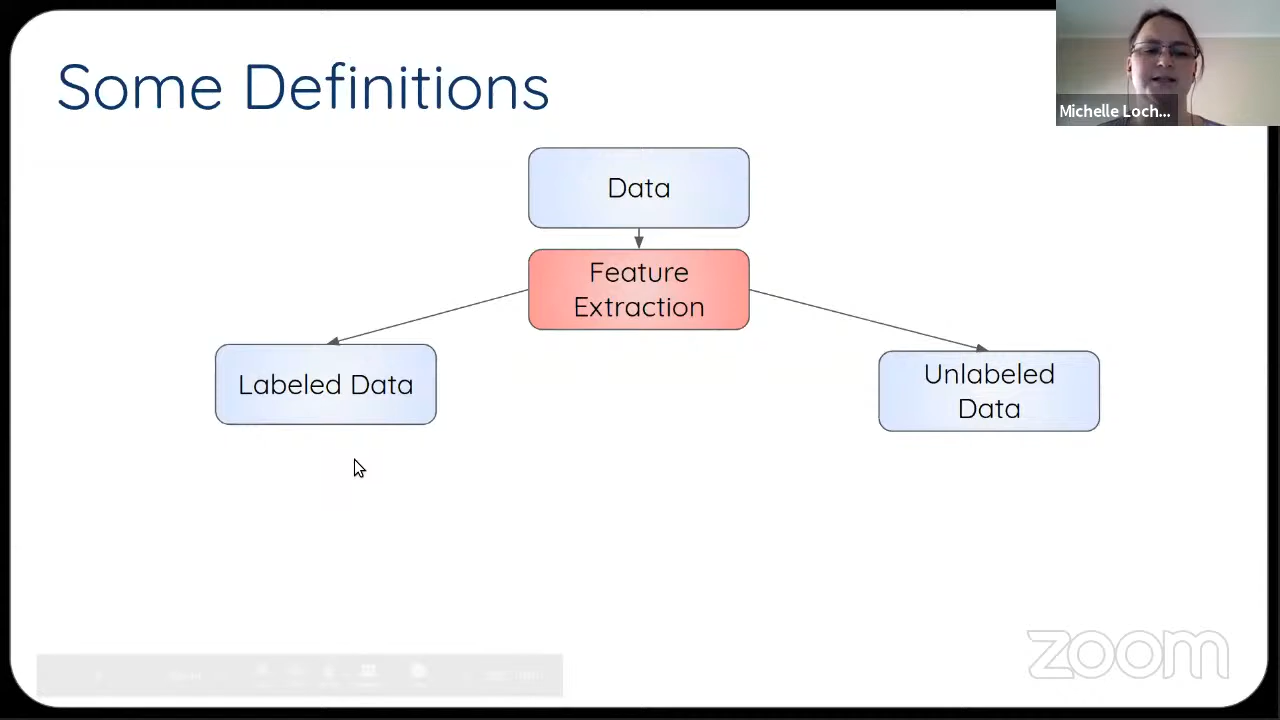 Some Definitions
Michelle Loch...
Data
Feature
Extraction
Labeled Data
Unlabeled
Data
zoom